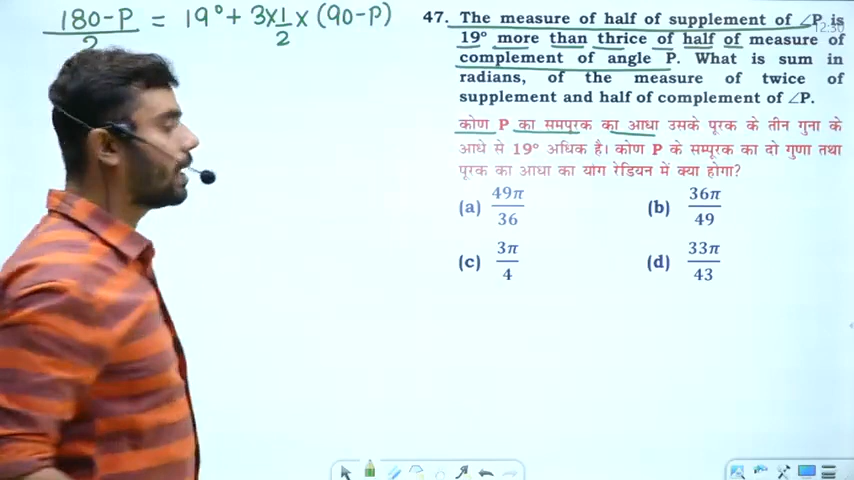 180-P = 19° + 3×1/2 × (90-P)
2
47. The measure of half of supplement of ∠P is
19° more than thrice of half of measure of
complement of angle P. What is sum in
radians, of the measure of twice of
supplement and half of complement of ∠P.
कोण P का समपूरक का आधा उसके पूरक के तीन गुना के
आधे से 19° अधिक है। कोण P के सम्पूरक का दो गुणा तथा
पूरक का आधा का योग रेडियन में क्या होगा?
(a) 49π/36 (b) 36π/49
(c) 3π/4 (d) 33π/43
12:30